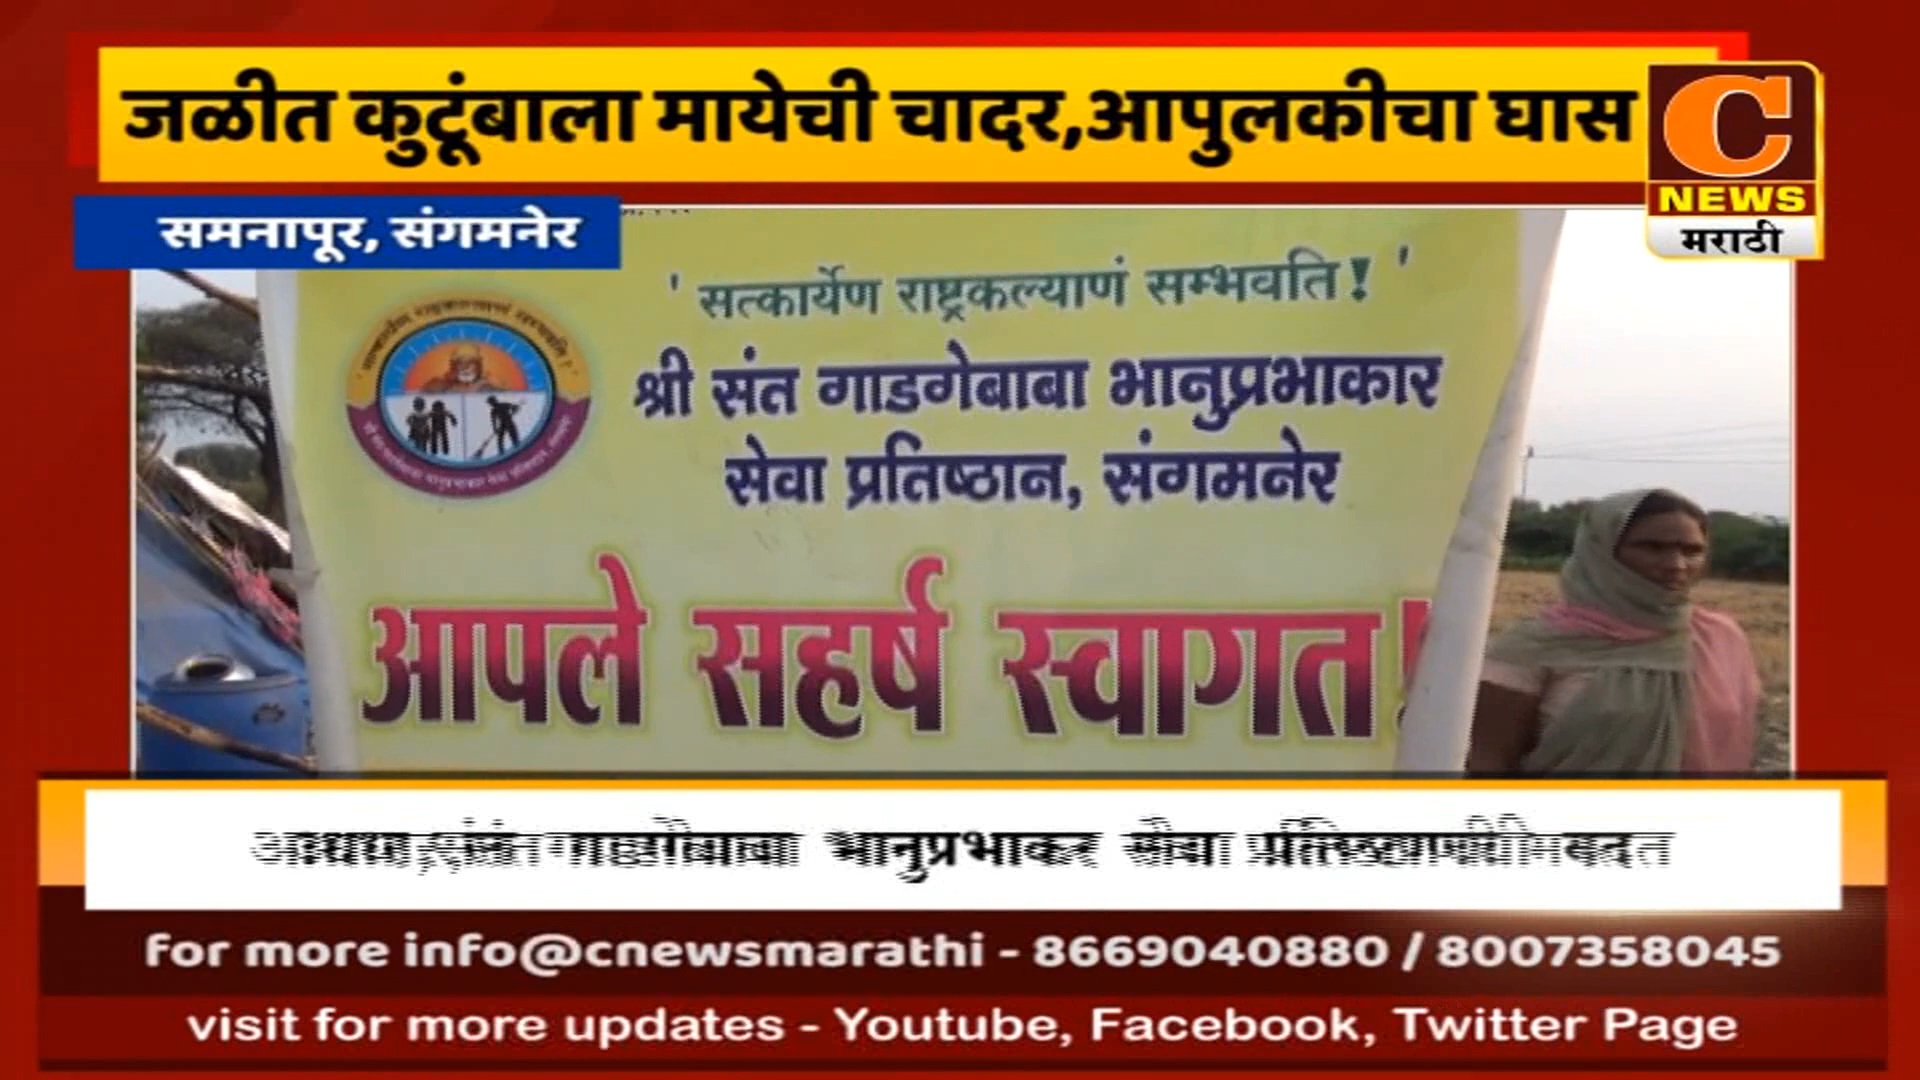 जळीत कुटूंबाला मायेची चादर,आपुलकीचा घास
C
NEWS
मराठी
समनापूर, संगमनेर
' सत्कार्येण राष्ट्रकल्याणं सम्भवति! '
श्री संत गाडगेबाबा भानुप्रभाकार
सेवा प्रतिष्ठान, संगमनेर
आपले सहर्ष स्वागत!
गाडगेबाबा भानुप्रभाकर सेवा
for more info@cnewsmarathi - 8669040880 / 8007358045
visit for more updates - Youtube, Facebook, Twitter Page